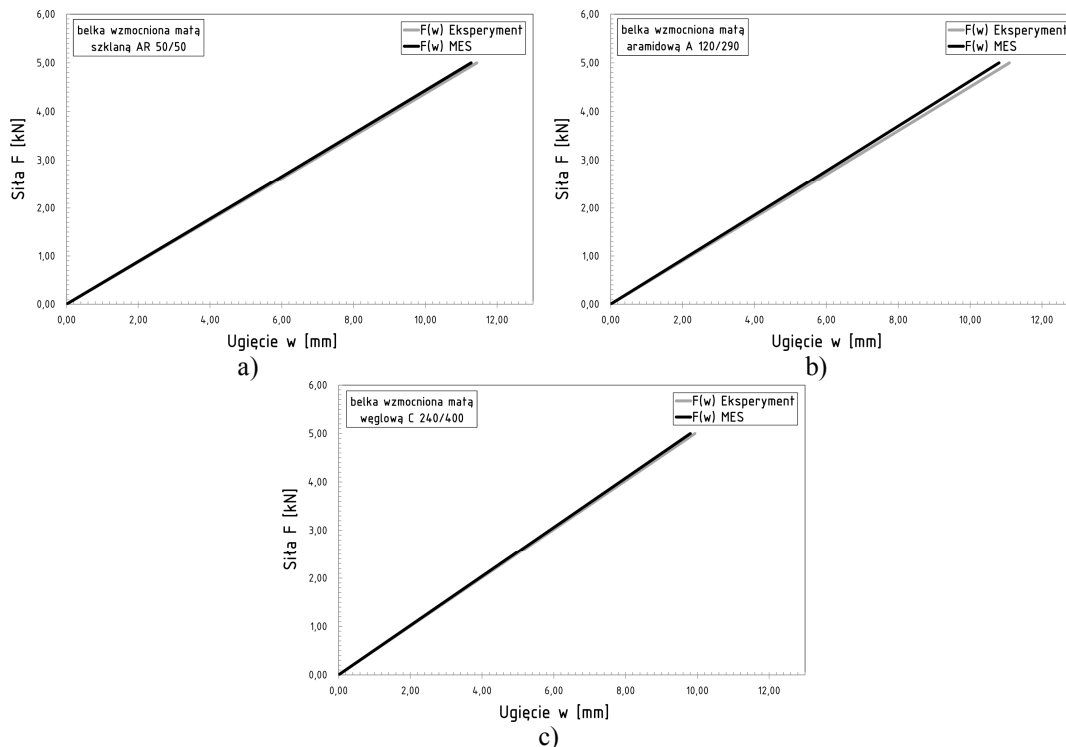 belka wzmocniona matą
szklaną AR 50/50
F(w) Eksperyment
F(w) MES
Siła F [kN]
6,00
5,00
4,00
3,00
2,00
1,00
0,00
0,00 2,00 4,00 6,00 8,00 10,00 12,00
Ugięcie w [mm]
a)
belka wzmocniona matą
aramidową A 120/290
F(w) Eksperyment
F(w) MES
Siła F [kN]
6,00
5,00
4,00
3,00
2,00
1,00
0,00
0,00 2,00 4,00 6,00 8,00 10,00 12,00
Ugięcie w [mm]
b)
belka wzmocniona matą
węglową C 240/400
F(w) Eksperyment
F(w) MES
Siła F [kN]
6,00
5,00
4,00
3,00
2,00
1,00
0,00
0,00 2,00 4,00 6,00 8,00 10,00 12,00
Ugięcie w [mm]
c)